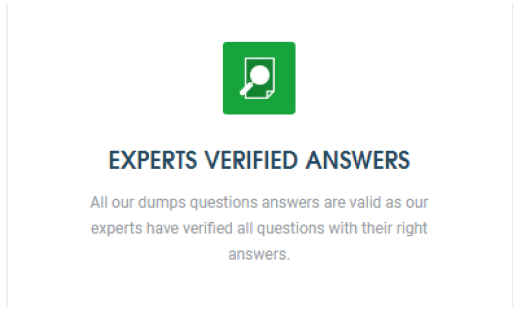 EXPERTS VERIFIED ANSWERS
All our dumps questions answers are valid as our
experts have verified all questions with their right
answers.